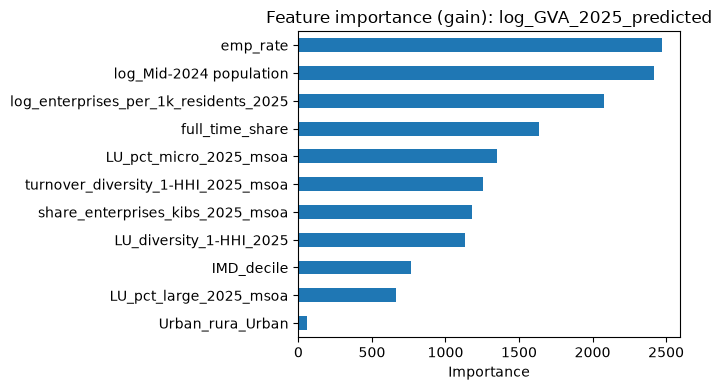 Feature importance (gain): log_GVA_2025_predicted
emp_rate
log_Mid-2024 population
log_enterprises_per_1k_residents_2025
full_time_share
LU_pct_micro_2025_msoa
turnover_diversity_1-HHI_2025_msoa
share_enterprises_kibs_2025_msoa
LU_diversity_1-HHI_2025
IMD_decile
LU_pct_large_2025_msoa
Urban_rura_Urban
0 500 1000 1500 2000 2500
Importance